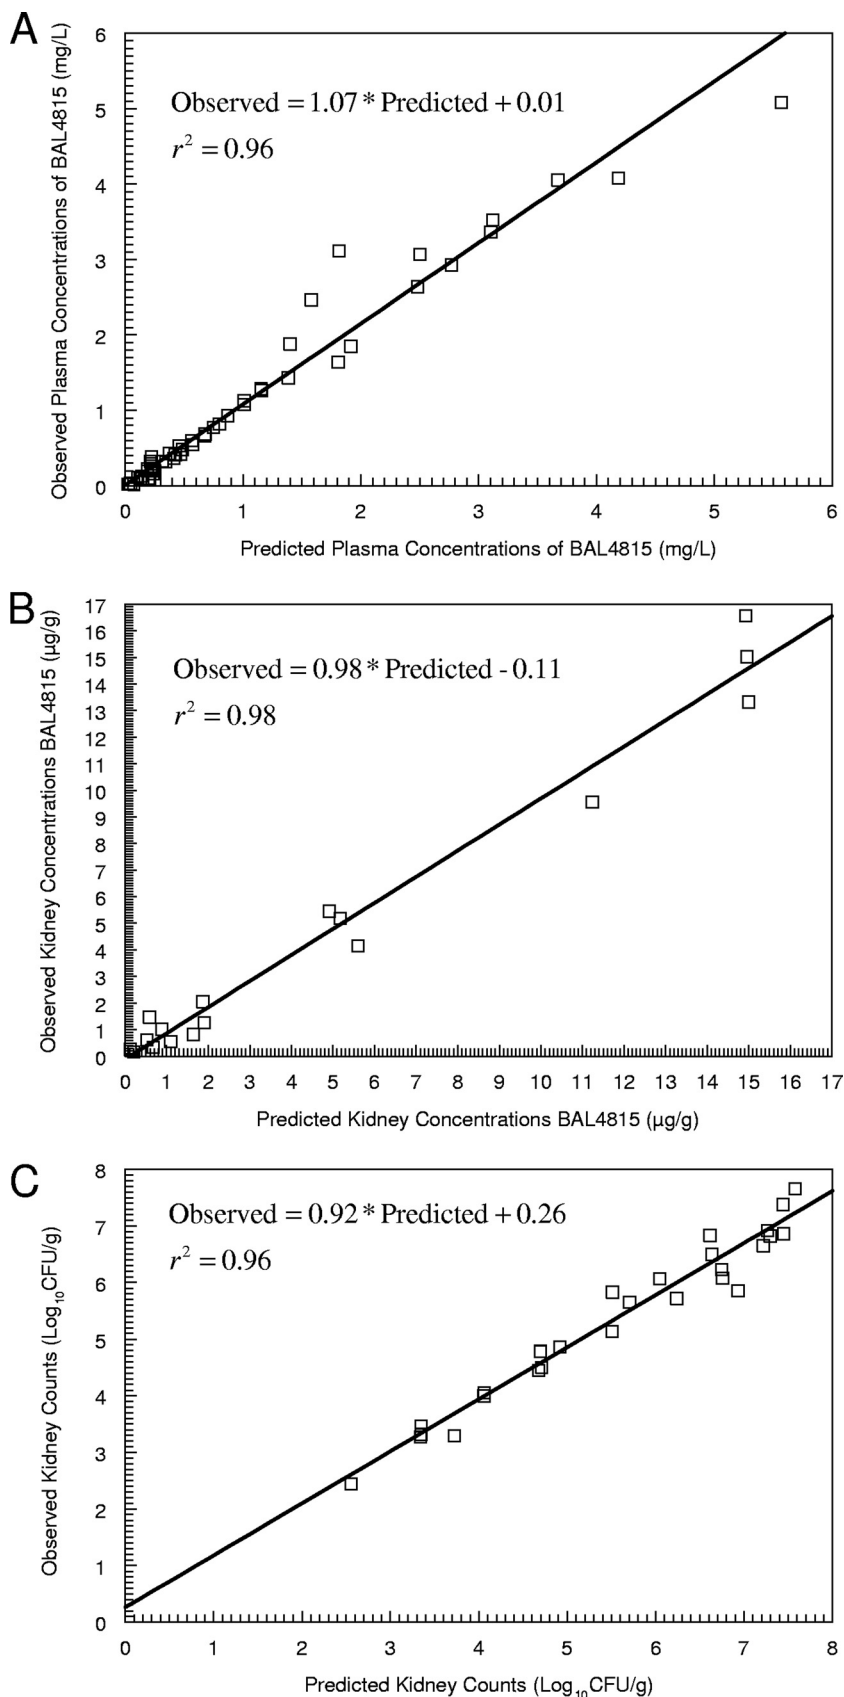 A
Observed Plasma Concentrations of BAL4815 (mg/L)
Observed = 1.07 * Predicted + 0.01
r² = 0.96
6
5
4
3
2
1
0
0 1 2 3 4 5 6
Predicted Plasma Concentrations of BAL4815 (mg/L)
B
Observed Kidney Concentrations BAL4815 (µg/g)
Observed = 0.98 * Predicted - 0.11
r² = 0.98
17
16
15
14
13
12
11
10
9
8
7
6
5
4
3
2
1
0
0 1 2 3 4 5 6 7 8 9 10 11 12 13 14 15 16 17
Predicted Kidney Concentrations BAL4815 (µg/g)
C
Observed Kidney Counts (Log₁₀CFU/g)
Observed = 0.92 * Predicted + 0.26
r² = 0.96
8
7
6
5
4
3
2
1
0
0 1 2 3 4 5 6 7 8
Predicted Kidney Counts (Log₁₀CFU/g)